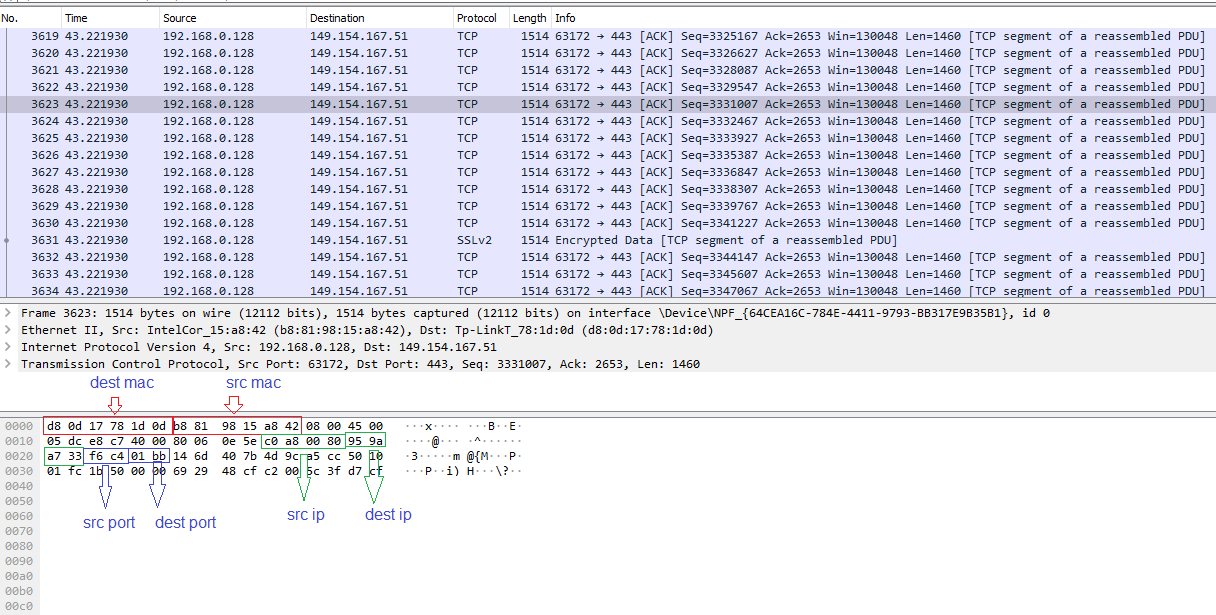 No. Time Source Destination Protocol Length Info
3619 43.221930 192.168.0.128 149.154.167.51 TCP 1514 63172 → 443 [ACK] Seq=3325167 Ack=2653 Win=130048 Len=1460 [TCP segment of a reassembled PDU]
3620 43.221930 192.168.0.128 149.154.167.51 TCP 1514 63172 → 443 [ACK] Seq=3326627 Ack=2653 Win=130048 Len=1460 [TCP segment of a reassembled PDU]
3621 43.221930 192.168.0.128 149.154.167.51 TCP 1514 63172 → 443 [ACK] Seq=3328087 Ack=2653 Win=130048 Len=1460 [TCP segment of a reassembled PDU]
3622 43.221930 192.168.0.128 149.154.167.51 TCP 1514 63172 → 443 [ACK] Seq=3329547 Ack=2653 Win=130048 Len=1460 [TCP segment of a reassembled PDU]
3623 43.221930 192.168.0.128 149.154.167.51 TCP 1514 63172 → 443 [ACK] Seq=3331007 Ack=2653 Win=130048 Len=1460 [TCP segment of a reassembled PDU]
3624 43.221930 192.168.0.128 149.154.167.51 TCP 1514 63172 → 443 [ACK] Seq=3332467 Ack=2653 Win=130048 Len=1460 [TCP segment of a reassembled PDU]
3625 43.221930 192.168.0.128 149.154.167.51 TCP 1514 63172 → 443 [ACK] Seq=3333927 Ack=2653 Win=130048 Len=1460 [TCP segment of a reassembled PDU]
3626 43.221930 192.168.0.128 149.154.167.51 TCP 1514 63172 → 443 [ACK] Seq=3335387 Ack=2653 Win=130048 Len=1460 [TCP segment of a reassembled PDU]
3627 43.221930 192.168.0.128 149.154.167.51 TCP 1514 63172 → 443 [ACK] Seq=3336847 Ack=2653 Win=130048 Len=1460 [TCP segment of a reassembled PDU]
3628 43.221930 192.168.0.128 149.154.167.51 TCP 1514 63172 → 443 [ACK] Seq=3338307 Ack=2653 Win=130048 Len=1460 [TCP segment of a reassembled PDU]
3629 43.221930 192.168.0.128 149.154.167.51 TCP 1514 63172 → 443 [ACK] Seq=3339767 Ack=2653 Win=130048 Len=1460 [TCP segment of a reassembled PDU]
3630 43.221930 192.168.0.128 149.154.167.51 TCP 1514 63172 → 443 [ACK] Seq=3341227 Ack=2653 Win=130048 Len=1460 [TCP segment of a reassembled PDU]
3631 43.221930 192.168.0.128 149.154.167.51 SSLv2 1514 Encrypted Data [TCP segment of a reassembled PDU]
3632 43.221930 192.168.0.128 149.154.167.51 TCP 1514 63172 → 443 [ACK] Seq=3344147 Ack=2653 Win=130048 Len=1460 [TCP segment of a reassembled PDU]
3633 43.221930 192.168.0.128 149.154.167.51 TCP 1514 63172 → 443 [ACK] Seq=3345607 Ack=2653 Win=130048 Len=1460 [TCP segment of a reassembled PDU]
3634 43.221930 192.168.0.128 149.154.167.51 TCP 1514 63172 → 443 [ACK] Seq=3347067 Ack=2653 Win=130048 Len=1460 [TCP segment of a reassembled PDU]
Frame 3623: 1514 bytes on wire (12112 bits), 1514 bytes captured (12112 bits) on interface \Device\NPF_{64CEA16C-784E-4411-9793-BB317E9B35B1}, id 0
Ethernet II, Src: IntelCor_15:a8:42 (b8:81:98:15:a8:42), Dst: Tp-LinkT_78:1d:0d (d8:0d:17:78:1d:0d)
Internet Protocol Version 4, Src: 192.168.0.128, Dst: 149.154.167.51
Transmission Control Protocol, Src Port: 63172, Dst Port: 443, Seq: 3331007, Ack: 2653, Len: 1460
dest mac src mac
0000 d8 0d 17 78 1d 0d b8 81 98 15 a8 42 08 00 45 00 ···x···· ···B··E·
0010 05 dc e8 c7 40 00 80 06 0e 5e c0 a8 00 80 95 9a ····@··· ·^······
0020 a7 33 f6 c4 01 bb 14 6d 40 7b 4d 9c a5 cc 50 10 ·3·····m @{M···P·
0030 01 fc 1b 50 00 00 69 29 48 cf c2 00 5c 3f d7 cf ···P··i) H···\?··
0040
0050
0060
0070
0080
0090
00a0
00b0
00c0
src port dest port src ip dest ip